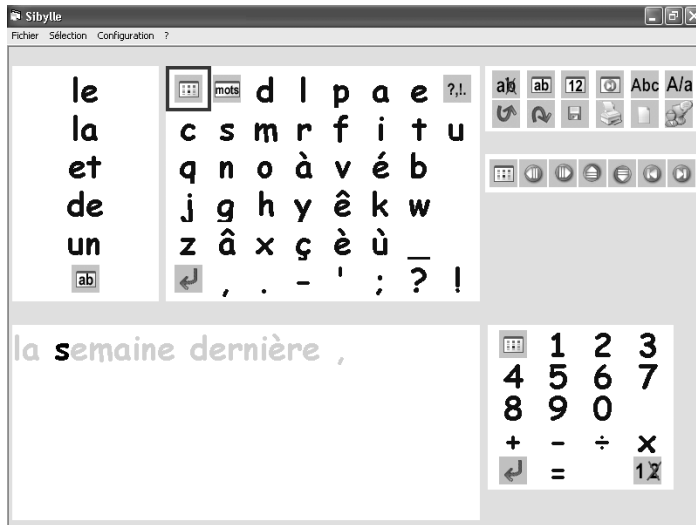 Sibylle
Fichier Sélection Configuration ?
le
la
et
de
un
ab
mots d l p a e ?,!.
c s m r f i t u
q n o à v é b
j g h y ê k w
z â x ç è ù _
, . - ' ; ? !
ab ab 12 Abc A/a
la semaine dernière ,
1 2 3
4 5 6 7
8 9 0
+ - ÷ x
= 12